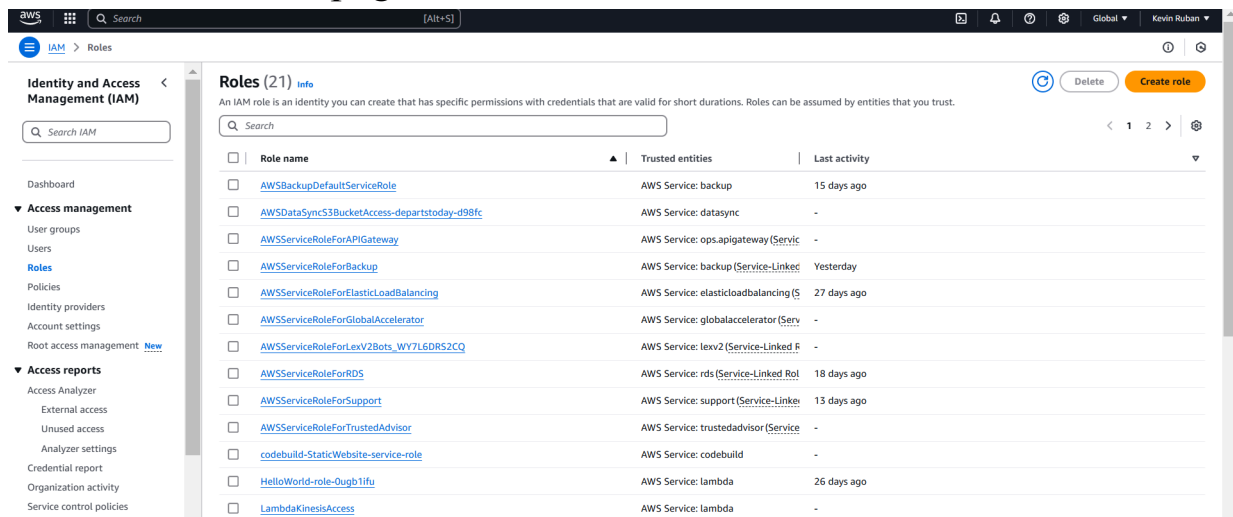 aws
Search [Alt+S]
Global ▼ Kevin Ruban ▼
IAM > Roles
Identity and Access Management (IAM)
Search IAM
Dashboard
Access management
User groups
Users
Roles
Policies
Identity providers
Account settings
Root access management New
Access reports
Access Analyzer
External access
Unused access
Analyzer settings
Credential report
Organization activity
Service control policies
Roles (21) Info
Delete
Create role
An IAM role is an identity you can create that has specific permissions with credentials that are valid for short durations. Roles can be assumed by entities that you trust.
Search
< 1 2 >
Role name Trusted entities Last activity
AWSBackupDefaultServiceRole AWS Service: backup 15 days ago
AWSDataSyncS3BucketAccess-departstoday-d98fc AWS Service: datasync -
AWSServiceRoleForAPIGateway AWS Service: ops.apigateway (Servic -
AWSServiceRoleForBackup AWS Service: backup (Service-Linked Yesterday
AWSServiceRoleForElasticLoadBalancing AWS Service: elasticloadbalancing (S 27 days ago
AWSServiceRoleForGlobalAccelerator AWS Service: globalaccelerator (Serv -
AWSServiceRoleForLexV2Bots_WY7L6DRS2CQ AWS Service: lexv2 (Service-Linked R -
AWSServiceRoleForRDS AWS Service: rds (Service-Linked Rol 18 days ago
AWSServiceRoleForSupport AWS Service: support (Service-Linke 13 days ago
AWSServiceRoleForTrustedAdvisor AWS Service: trustedadvisor (Service -
codebuild-StaticWebsite-service-role AWS Service: codebuild -
HelloWorld-role-0ugb1ifu AWS Service: lambda 26 days ago
LambdaKinesisAccess AWS Service: lambda -